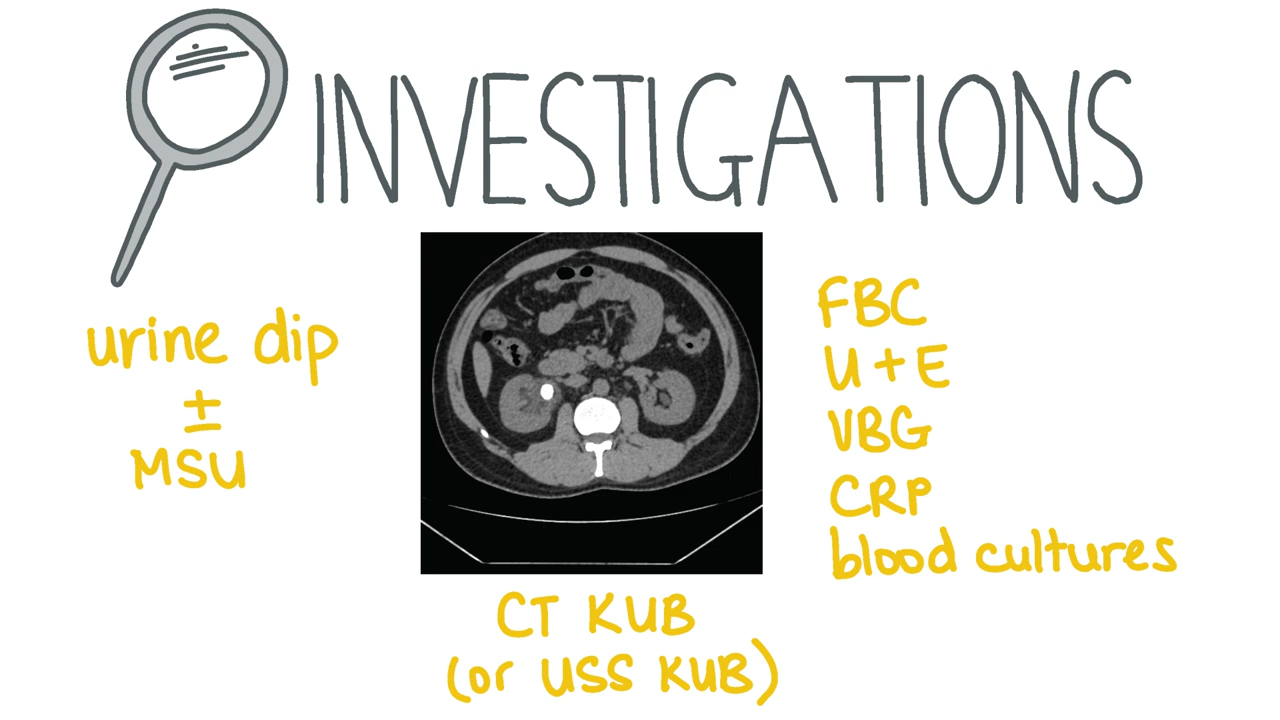 INVESTIGATIONS
urine dip
±
MSU
CT KUB
(or USS KUB)
FBC
U + E
VBG
CRP
blood cultures